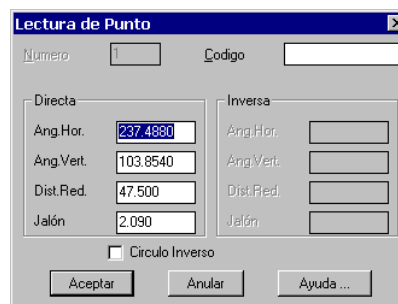 Lectura de Punto
Numero 1 Codigo
Directa
Ang.Hor. 237.4880
Ang.Vert. 103.8540
Dist.Red. 47.500
Jalón 2.090
Inversa
Ang.Hor.
Ang.Vert.
Dist.Red.
Jalón
Circulo Inverso
Aceptar Anular Ayuda ...